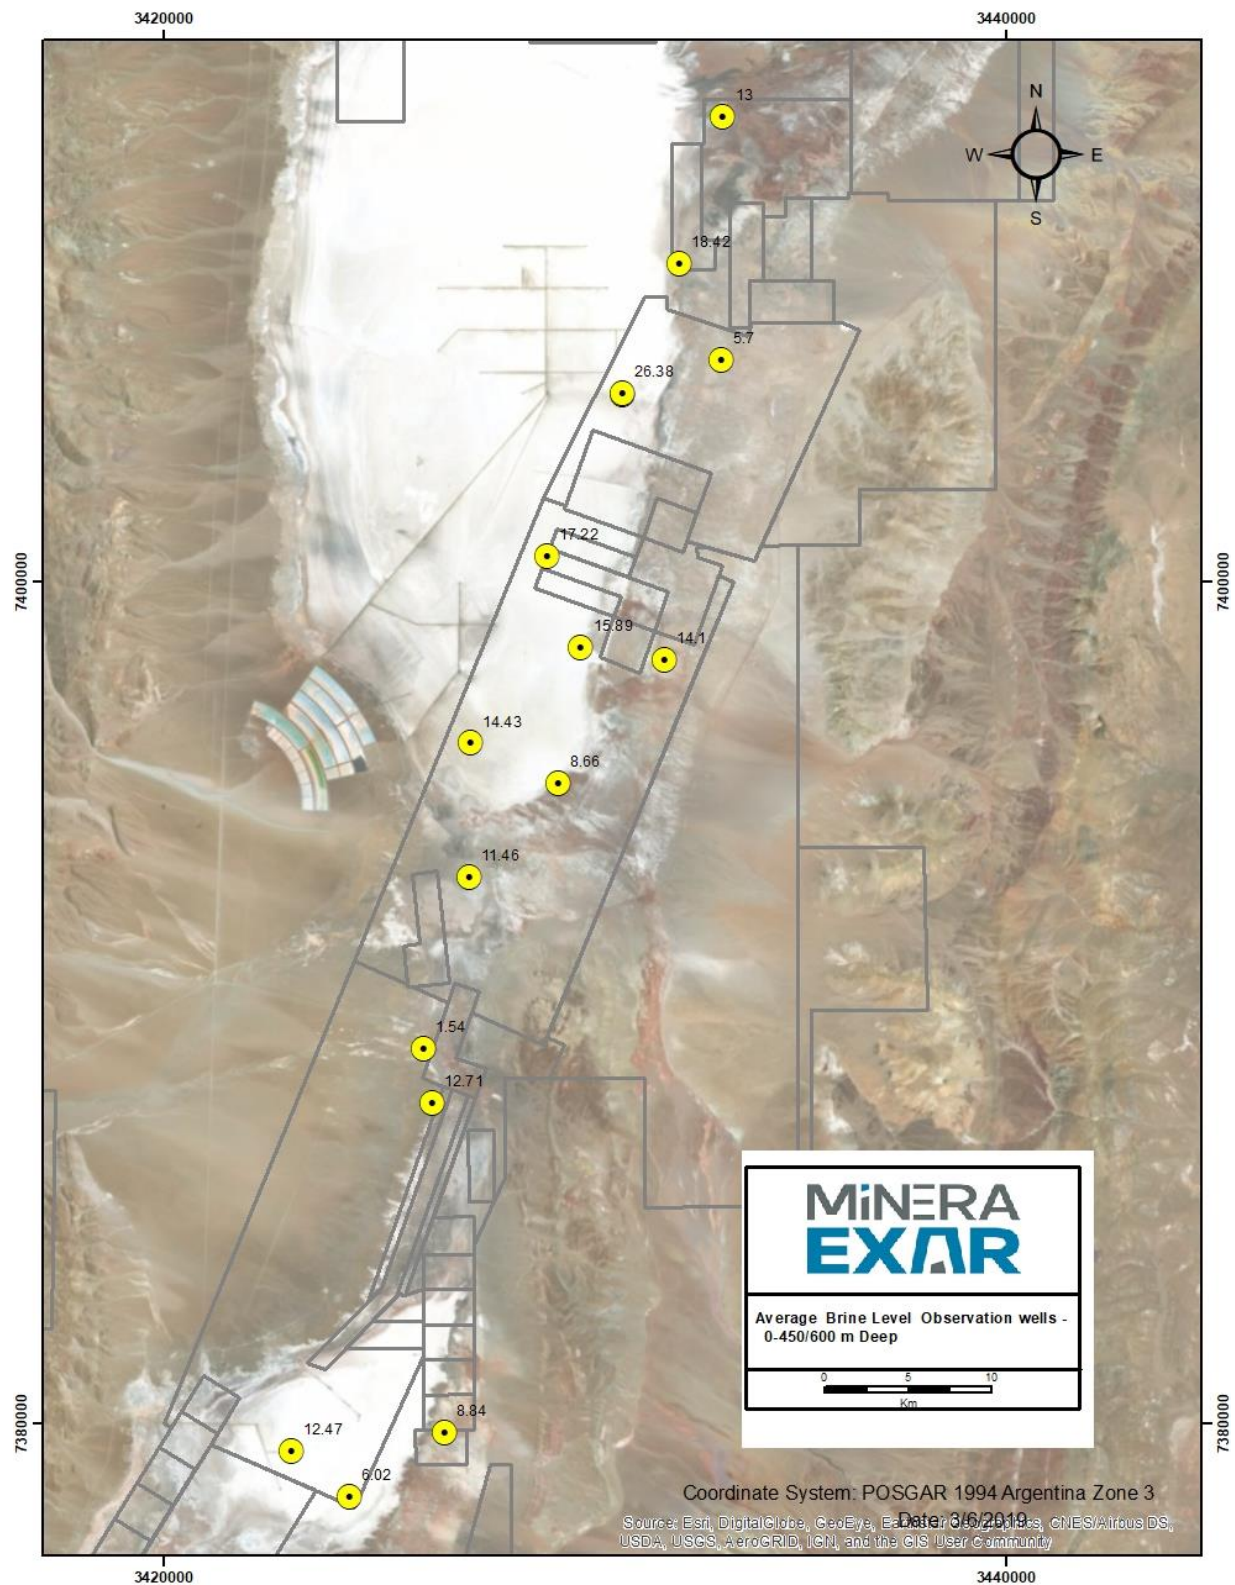 3420000
3440000
13
N
W
E
S
18.42
5.7
26.38
17.22
7400000
7400000
15.89
14.1
14.43
8.66
11.46
1.54
12.71
MINERA
EXAR
Average Brine Level Observation wells -
0-450/600 m Deep
0 5 10
Km
8.84
12.47
6.02
7380000
7380000
Coordinate System: POSGAR 1994 Argentina Zone 3
Date: 3/6/2019
Source: Esri, DigitalGlobe, GeoEye, Earthstar Geographics, CNES/Airbus DS,
USDA, USGS, AeroGRID, IGN, and the GIS User Community
3420000
3440000